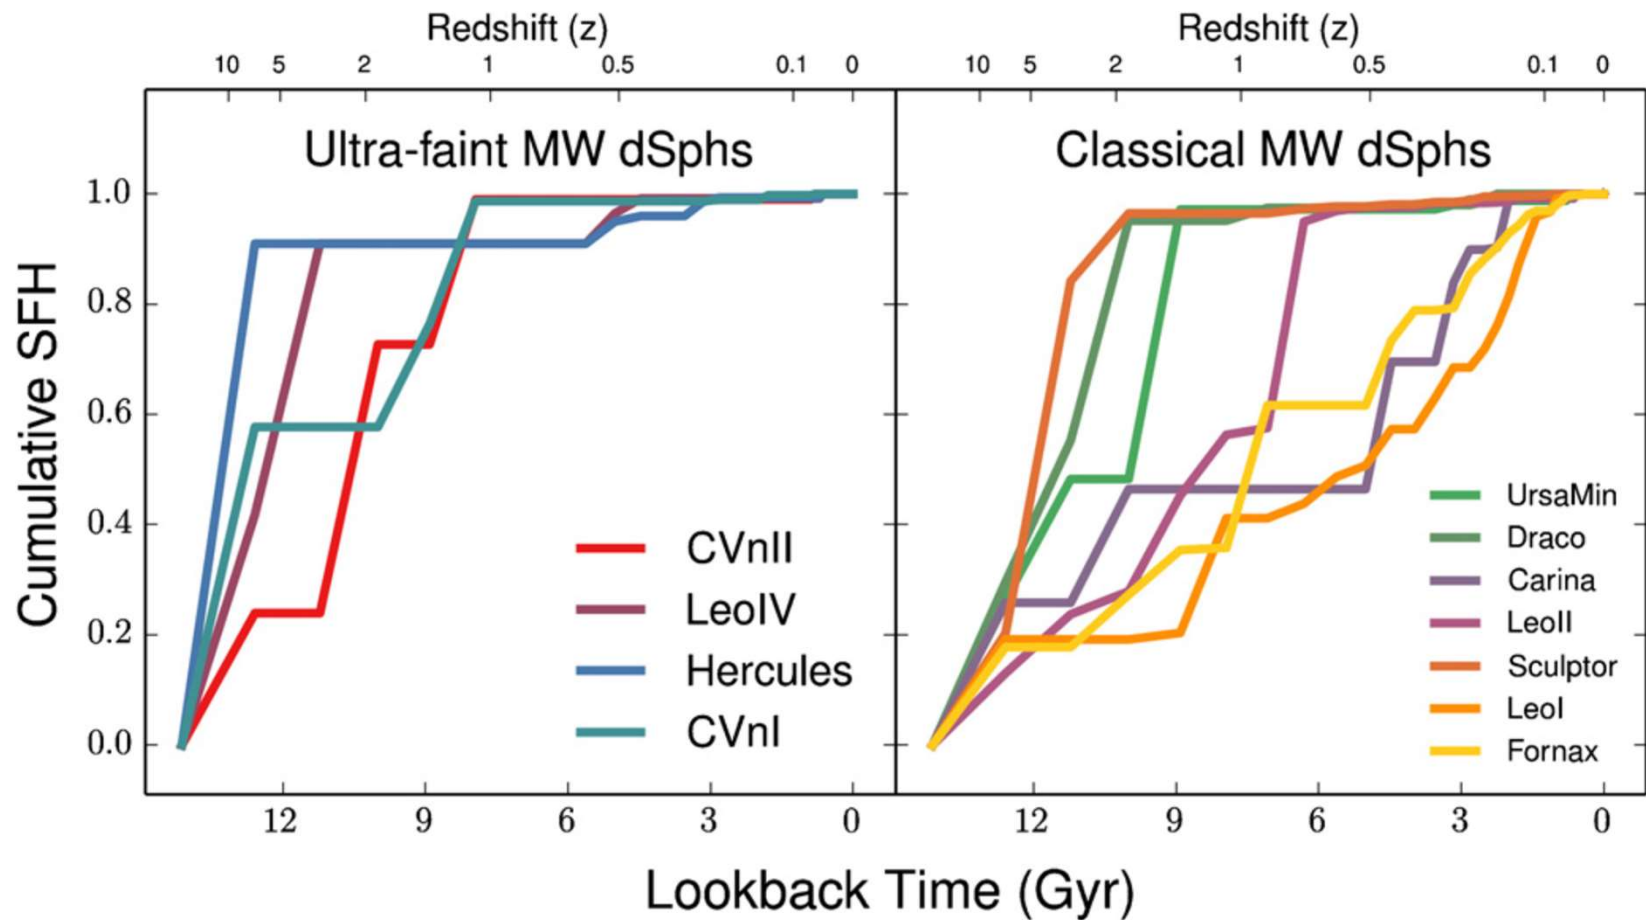 Redshift (z) Redshift (z)
10 5 2 1 0.5 0.1 0 10 5 2 1 0.5 0.1 0
Ultra-faint MW dSphs Classical MW dSphs
Cumulative SFH
1.0
0.8
0.6
0.4
0.2
0.0
CVnII
LeoIV
Hercules
CVnI
UrsaMin
Draco
Carina
LeoII
Sculptor
LeoI
Fornax
12 9 6 3 0 12 9 6 3 0
Lookback Time (Gyr)